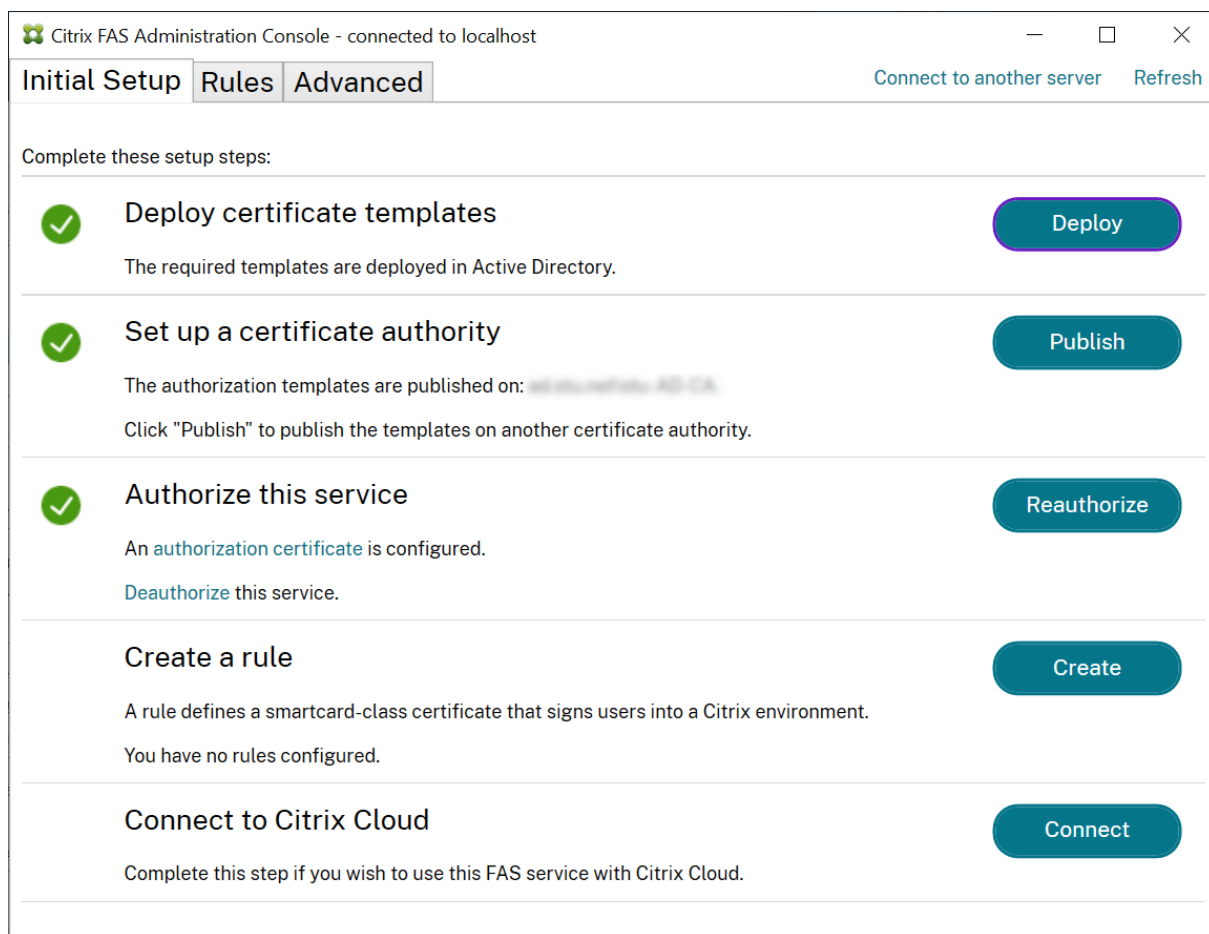 Citrix FAS Administration Console - connected to localhost
Initial Setup Rules Advanced Connect to another server Refresh
Complete these setup steps:
Deploy certificate templates
Deploy
The required templates are deployed in Active Directory.
Set up a certificate authority
Publish
The authorization templates are published on:
Click "Publish" to publish the templates on another certificate authority.
Authorize this service
Reauthorize
An authorization certificate is configured.
Deauthorize this service.
Create a rule
Create
A rule defines a smartcard-class certificate that signs users into a Citrix environment.
You have no rules configured.
Connect to Citrix Cloud
Connect
Complete this step if you wish to use this FAS service with Citrix Cloud.